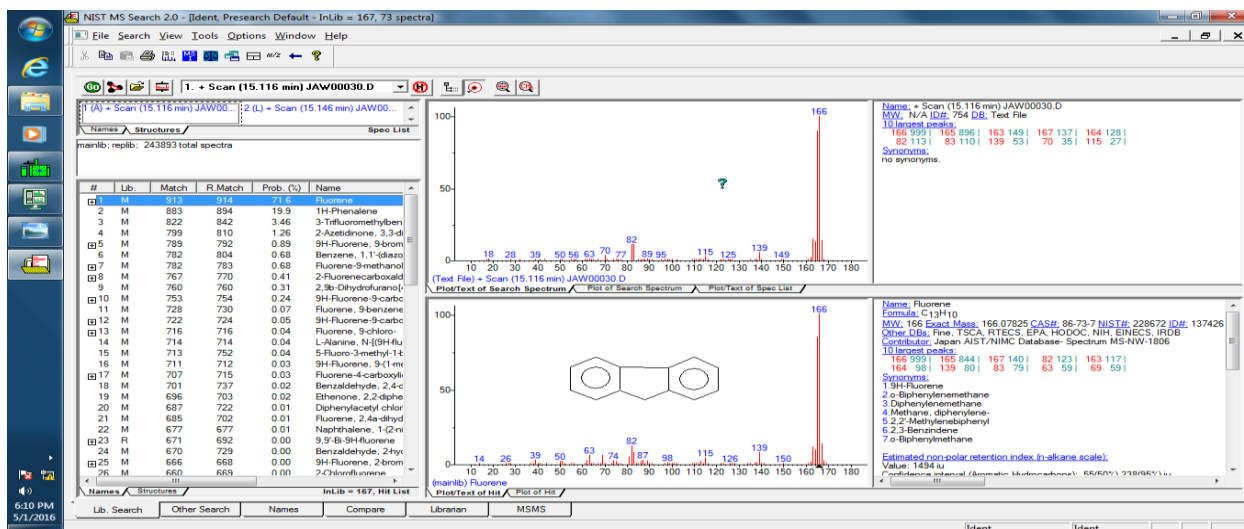 NIST MS Search 2.0 - [Ident, Presearch Default - InLib = 167, 73 spectra]
File Search View Tools Options Window Help
Go 1. + Scan (15.116 min) JAW00030.D
1 (A) + Scan (15.116 min) JAW00... 2 (L) + Scan (15.146 min) JAW00...
Names Structures Spec List
mainlib; replib; 243893 total spectra
# Lib. Match R.Match Prob. (%) Name
1 M 913 914 71.6 Fluorene
2 M 883 894 19.9 1H-Phenalene
3 M 822 842 3.46 3-Trifluoromethylben
4 M 799 810 1.26 2-Azetidinone, 3,3-di
5 M 789 792 0.89 9H-Fluorene, 9-brom
6 M 782 804 0.68 Benzene, 1,1'-(diazo
7 M 782 783 0.68 Fluorene-9-methanol
8 M 767 770 0.41 2-Fluorenecarboxald
9 M 760 760 0.31 2,9b-Dihydrofurano[
10 M 753 754 0.24 9H-Fluorene-9-carbo
11 M 728 730 0.07 Fluorene, 9-benzene
12 M 722 724 0.05 9H-Fluorene-9-carbo
13 M 716 716 0.04 Fluorene, 9-chloro-
14 M 714 714 0.04 L-Alanine, N-[(9H-flu
15 M 713 752 0.04 5-Fluoro-3-methyl-1-
16 M 711 712 0.03 9H-Fluorene, 9-(1-me
17 M 707 715 0.03 Fluorene-4-carboxyli
18 M 701 737 0.02 Benzaldehyde, 2,4-d
19 M 696 703 0.02 Ethenone, 2,2-diphe
20 M 687 722 0.01 Diphenylacetyl chlor
21 M 685 702 0.01 Fluorene, 2,4a-dihyd
22 M 677 677 0.01 Naphthalene, 1-(2-ni
23 R 671 692 0.00 9,9'-Bi-9H-fluorene
24 M 670 729 0.00 Benzaldehyde, 2-hyd
25 M 666 668 0.00 9H-Fluorene, 2-brom
26 M 660 669 0.00 2-Chlorofluorene
Names Structures InLib = 167, Hit List
100 166
50 ?
82
18 28 39 50 56 63 70 77 89 95 115 125 139 149
10 20 30 40 50 60 70 80 90 100 110 120 130 140 150 160 170 180
(Text File) + Scan (15.116 min) JAW00030.D
Plot/Text of Search Spectrum Plot of Search Spectrum Plot/Text of Spec List
100 166
50
14 26 39 50 63 74 82 87 98 115 126 139 150
10 20 30 40 50 60 70 80 90 100 110 120 130 140 150 160 170 180
(mainlib) Fluorene
Plot/Text of Hit Plot of Hit
Name: + Scan (15.116 min) JAW00030.D
MW: N/A ID#: 754 DB: Text File
10 largest peaks:
166 999 | 165 896 | 163 149 | 167 137 | 164 128 |
82 113 | 83 110 | 139 53 | 70 35 | 115 27 |
Synonyms:
no synonyms.
Name: Fluorene
Formula: C13H10
MW: 166 Exact Mass: 166.07825 CAS#: 86-73-7 NIST#: 228672 ID#: 137426
Other DBs: Fine, TSCA, RTECS, EPA, HODOC, NIH, EINECS, IRDB
Contributor: Japan AIST/NIMC Database- Spectrum MS-NW-1806
10 largest peaks:
166 999 | 165 844 | 167 140 | 82 123 | 163 117 |
164 98 | 139 80 | 83 79 | 63 59 | 69 59 |
Synonyms:
1.9H-Fluorene
2.o-Biphenylenemethane
3.Diphenylenemethane
4.Methane, diphenylene-
5.2,2'-Methylenebiphenyl
6.2,3-Benzindene
7.o-Biphenylmethane
Estimated non-polar retention index (n-alkane scale):
Value: 1494 iu
Confidence interval (Aromatic Hydrocarbons): 55(50%) 238(95%) iu
Lib. Search Other Search Names Compare Librarian MSMS
Ident Ident
6:10 PM
5/1/2016